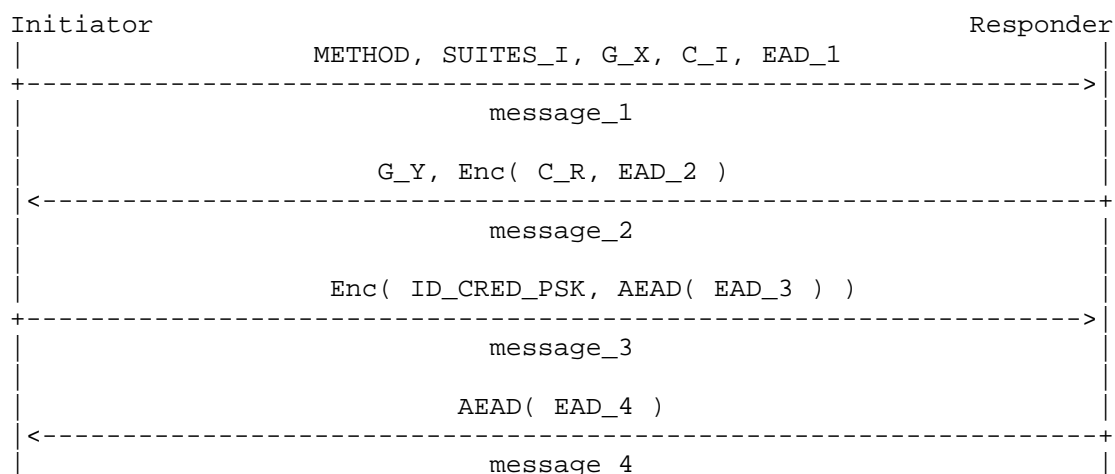 Initiator Responder
METHOD, SUITES_I, G_X, C_I, EAD_1
message_1
G_Y, Enc( C_R, EAD_2 )
message_2
Enc( ID_CRED_PSK, AEAD( EAD_3 ) )
message_3
AEAD( EAD_4 )
message_4